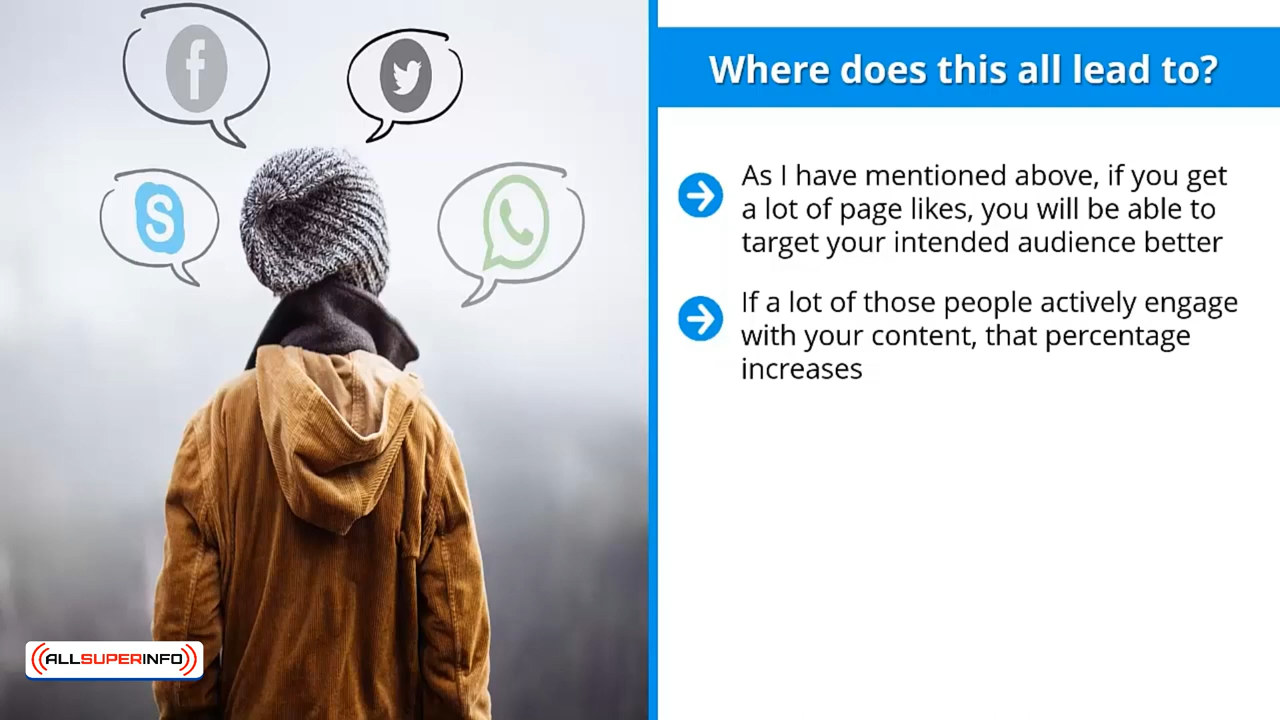 Where does this all lead to?
As I have mentioned above, if you get
a lot of page likes, you will be able to
target your intended audience better
If a lot of those people actively engage
with your content, that percentage
increases
ALLSUPERINFO